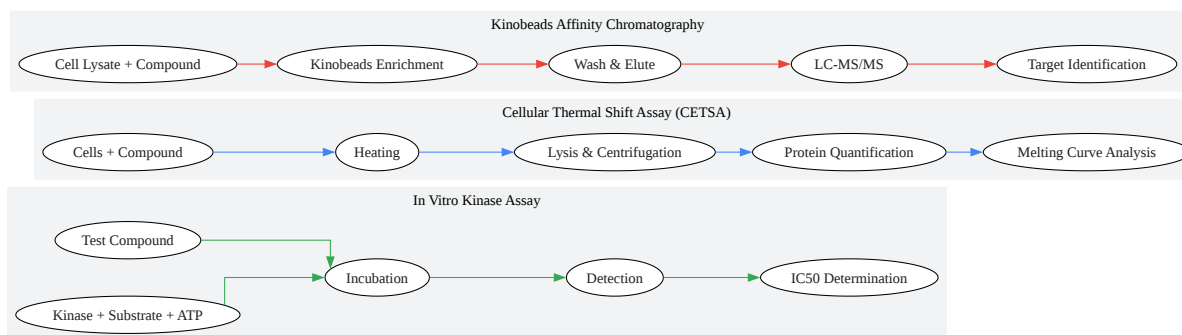 Kinobeads Affinity Chromatography
Cell Lysate + Compound
Kinobeads Enrichment
Wash & Elute
LC-MS/MS
Target Identification
Cellular Thermal Shift Assay (CETSA)
Cells + Compound
Heating
Lysis & Centrifugation
Protein Quantification
Melting Curve Analysis
In Vitro Kinase Assay
Test Compound
Kinase + Substrate + ATP
Incubation
Detection
IC50 Determination